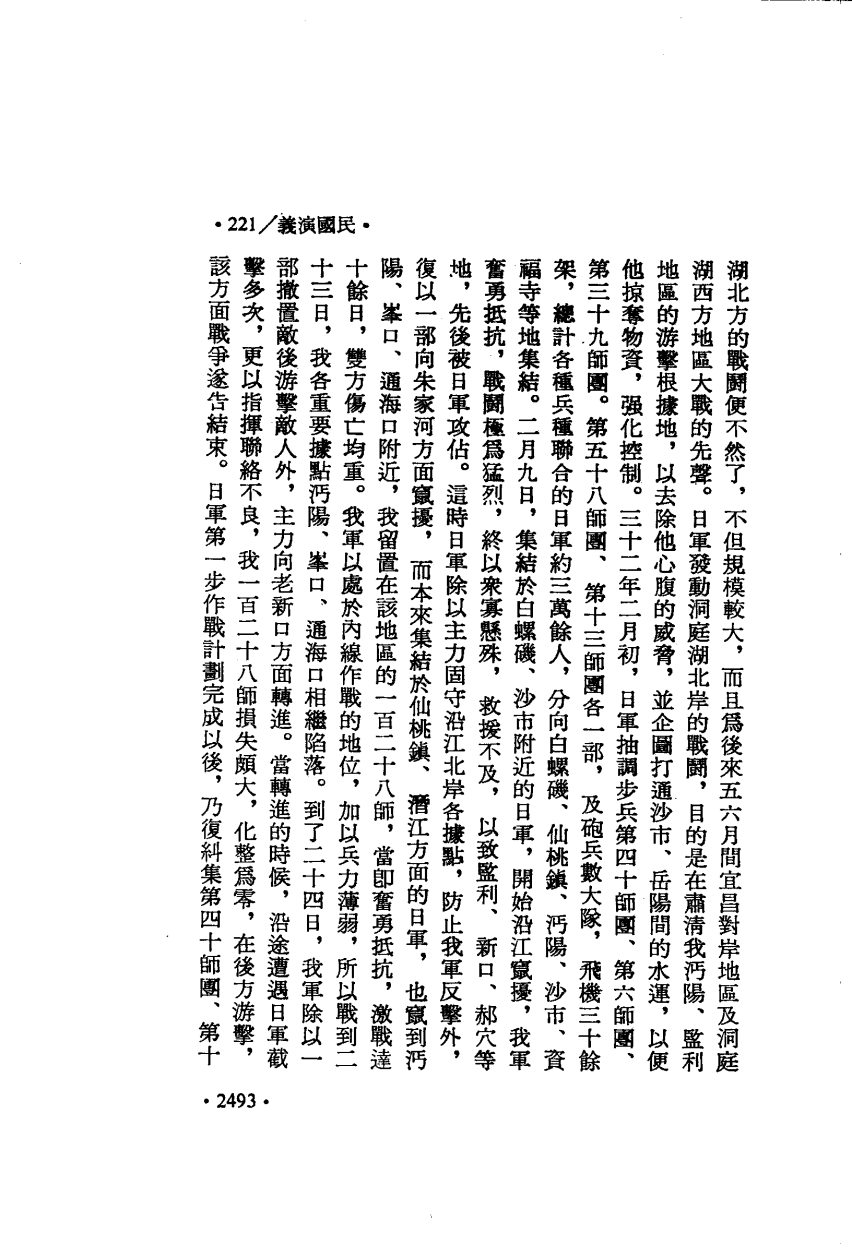 •221／義演國民•
湖北方的戰鬭便不然了，不但規模較大，而且爲後來五六月間宜昌對岸地區及洞庭
湖西方地區大戰的先聲。日軍發動洞庭湖北岸的戰鬭，目的是在肅清我沔陽、監利
地區的游擊根據地，以去除他心腹的威脅，並企圖打通沙市、岳陽間的水運，以便
他掠奪物資，强化控制。三十二年二月初，日軍抽調步兵第四十師團、第六師團、
第三十九師團。第五十八師團、第十三師團各一部，及砲兵數大隊，飛機三十餘
架，總計各種兵種聯合的日軍約三萬餘人，分向白螺磯、仙桃鎮、沔陽、沙市、資
福寺等地集結。二月九日，集結於白螺磯、沙市附近的日軍，開始沿江竄擾，我軍
奮勇抵抗，戰鬭極爲猛烈，終以衆寡懸殊，救援不及，以致監利、新口、郝穴等
地，先後被日軍攻佔。這時日軍除以主力固守沿江北岸各據點，防止我軍反擊外，
復以一部向朱家河方面竄擾，而本來集結於仙桃鎮、潛江方面的日軍，也竄到沔
陽、峯口、通海口附近，我留置在該地區的一百二十八師，當卽奮勇抵抗，激戰達
十餘日，雙方傷亡均重。我軍以處於內線作戰的地位，加以兵力薄弱，所以戰到二
十三日，我各重要據點沔陽、峯口、通海口相繼陷落。到了二十四日，我軍除以一
部撤置敵後游擊敵人外，主力向老新口方面轉進。當轉進的時候，沿途遭遇日軍截
擊多次，更以指揮聯絡不良，我一百二十八師損失頗大，化整爲零，在後方游擊，
該方面戰爭遂告結束。日軍第一步作戰計劃完成以後，乃復糾集第四十師團、第十
•2493•